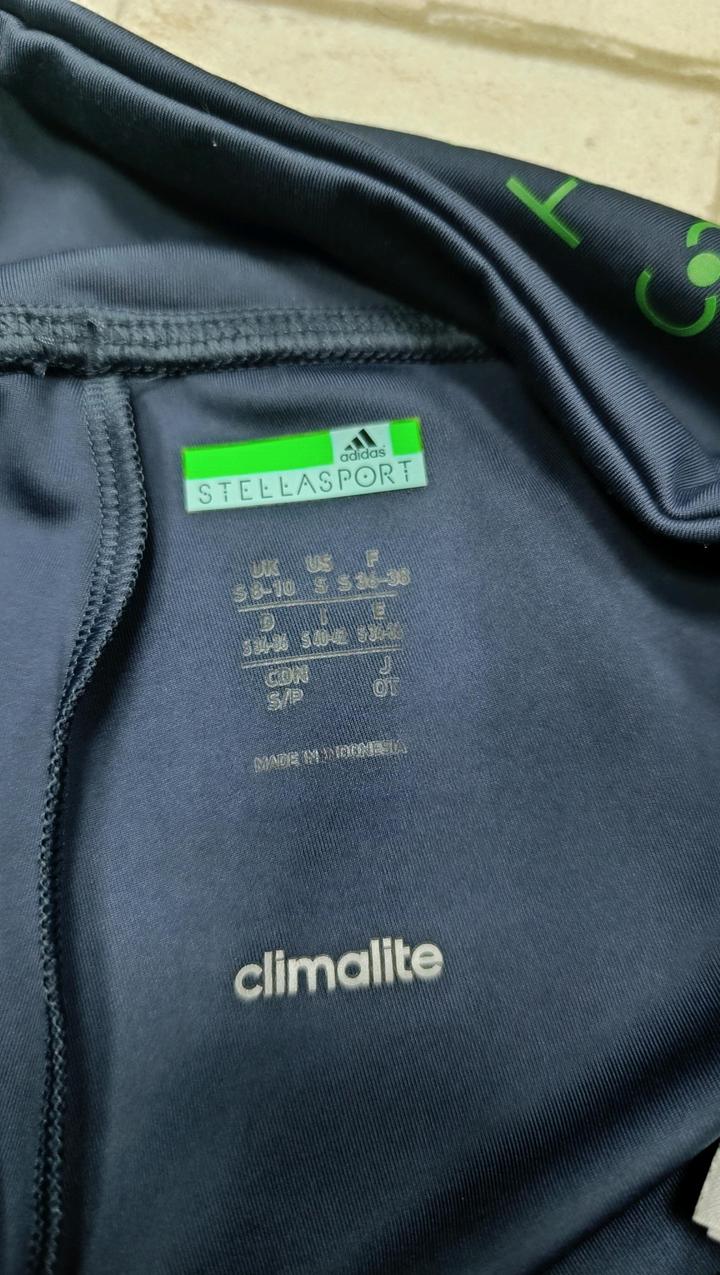 adidas
STELLASPORT
UK US F
S 8-10 S S 36-38
D I E
S 34-36 S 40-42 S 34-36
CDN J
S/P OT
MADE IN INDONESIA
climalite